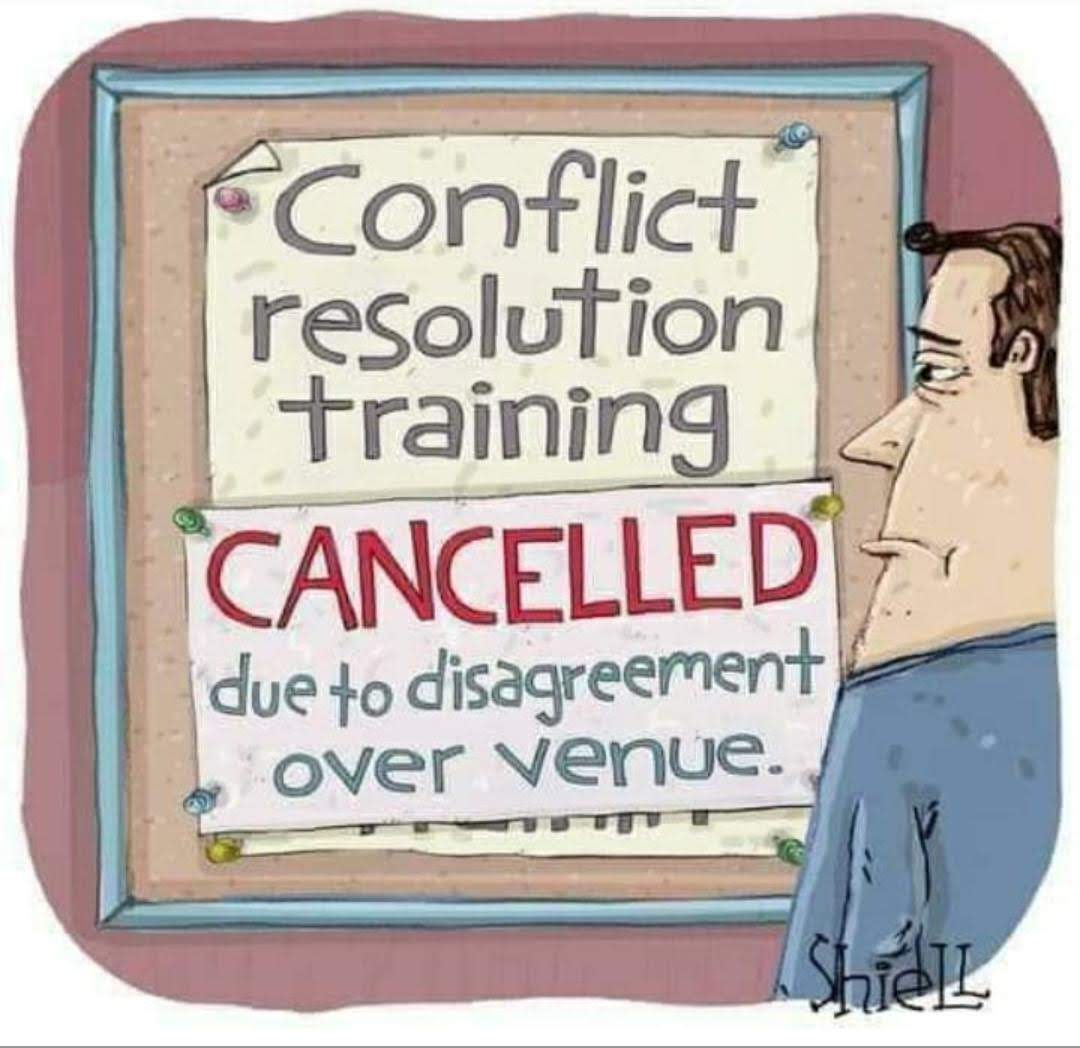 Conflict
resolution
training
CANCELLED
due to disagreement
over venue.
Shiell